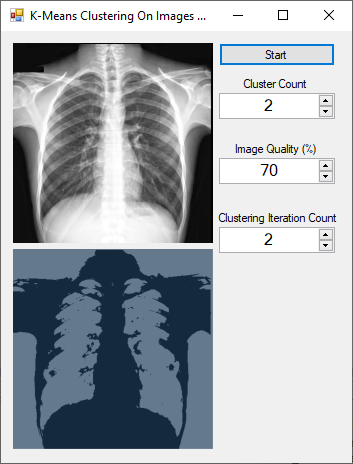 K-Means Clustering On Images ...
Start
Cluster Count
2
Image Quality (%)
70
Clustering Iteration Count
2